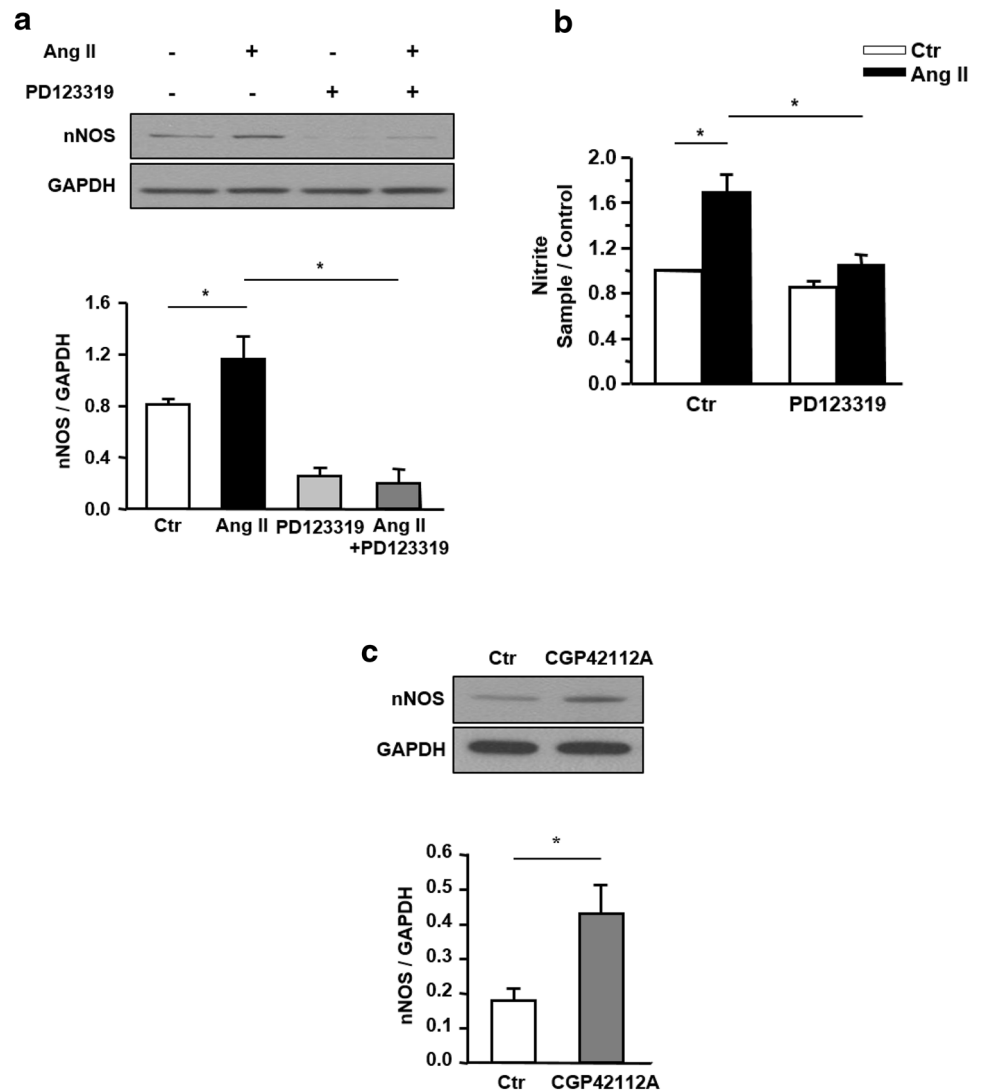 a
Ang II - + - +
PD123319 - - + +
nNOS
GAPDH
* *
nNOS / GAPDH
1.6
1.2
0.8
0.4
0.0
Ctr Ang II PD123319 Ang II
+PD123319
b
Ctr
Ang II
* *
Nitrite
Sample / Control
2.0
1.6
1.2
0.8
0.4
0.0
Ctr PD123319
c
Ctr CGP42112A
nNOS
GAPDH
*
nNOS / GAPDH
0.6
0.5
0.4
0.3
0.2
0.1
0.0
Ctr CGP42112A